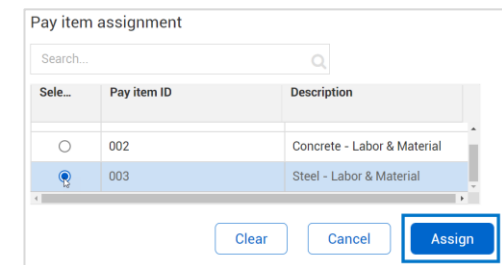 Pay item assignment
Search...
Sele... Pay item ID Description
002 Concrete - Labor & Material
003 Steel - Labor & Material
Clear Cancel Assign